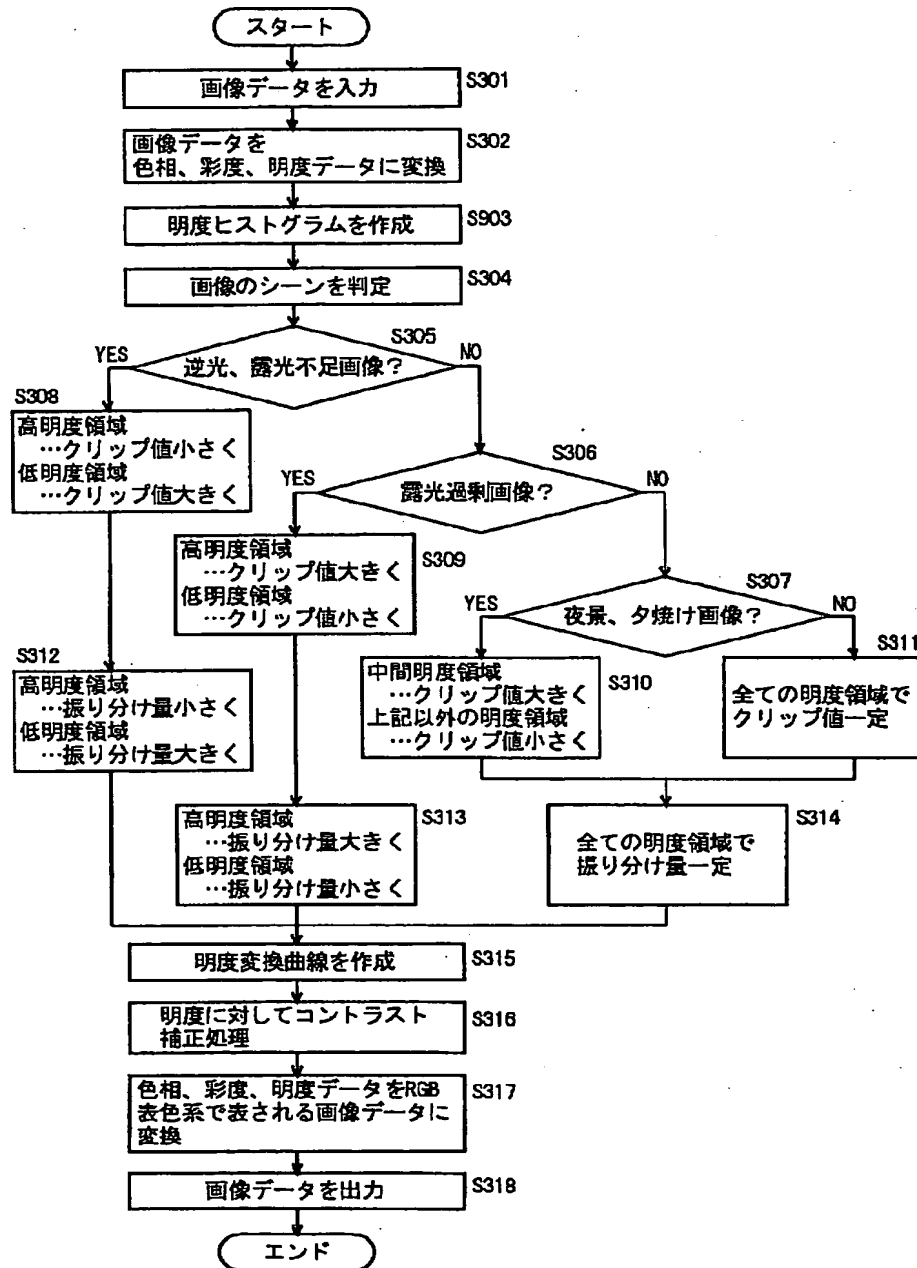 スタート
画像データを入力
S301
画像データを
色相、彩度、明度データに変換
S302
明度ヒストグラムを作成
S903
画像のシーンを判定
S304
S305
YES
逆光、露光不足画像？
NO
S308
高明度領域
…クリップ値小さく
低明度領域
…クリップ値大きく
S306
YES
露光過剰画像？
NO
高明度領域
…クリップ値大きく
低明度領域
…クリップ値小さく
S309
S307
YES
夜景、夕焼け画像？
NO
S312
高明度領域
…振り分け量小さく
低明度領域
…振り分け量大きく
中間明度領域
…クリップ値大きく
上記以外の明度領域
…クリップ値小さく
S310
S311
全ての明度領域で
クリップ値一定
高明度領域
…振り分け量大きく
低明度領域
…振り分け量小さく
S313
全ての明度領域で
振り分け量一定
S314
明度変換曲線を作成
S315
明度に対してコントラスト
補正処理
S316
色相、彩度、明度データをRGB
表色系で表される画像データに
変換
S317
画像データを出力
S318
エンド